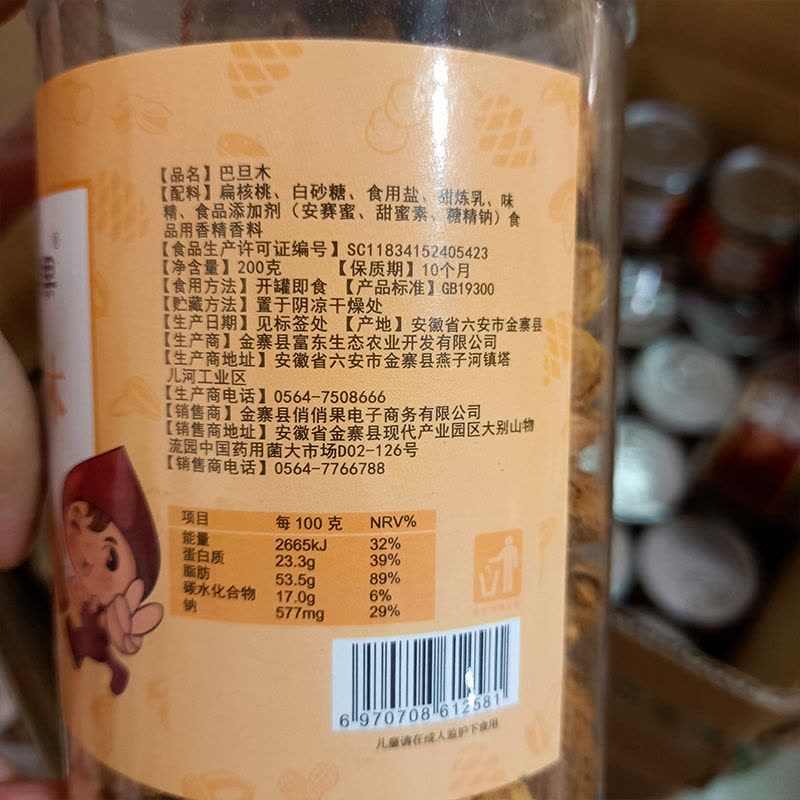 【品名】巴旦木
【配料】扁核桃、白砂糖、食用盐、甜炼乳、味
精、食品添加剂（安赛蜜、甜蜜素、糖精钠）食
品用香精香料
【食品生产许可证编号】SC11834152405423
【净含量】200克 【保质期】10个月
【食用方法】开罐即食 【产品标准】GB19300
【贮藏方法】置于阴凉干燥处
【生产日期】见标签处 【产地】安徽省六安市金寨县
【生产商】金寨县富东生态农业开发有限公司
【生产商地址】安徽省六安市金寨县燕子河镇塔
儿河工业区
【生产商电话】0564-7508666
【销售商】金寨县俏俏果电子商务有限公司
【销售商地址】安徽省金寨县现代产业园区大别山物
流园中国药用菌大市场D02-126号
【销售商电话】0564-7766788
项目 每100克 NRV%
能量 2665kJ 32%
蛋白质 23.3g 39%
脂肪 53.5g 89%
碳水化合物 17.0g 6%
钠 577mg 29%
6 970708 612581
儿童请在成人监护下食用